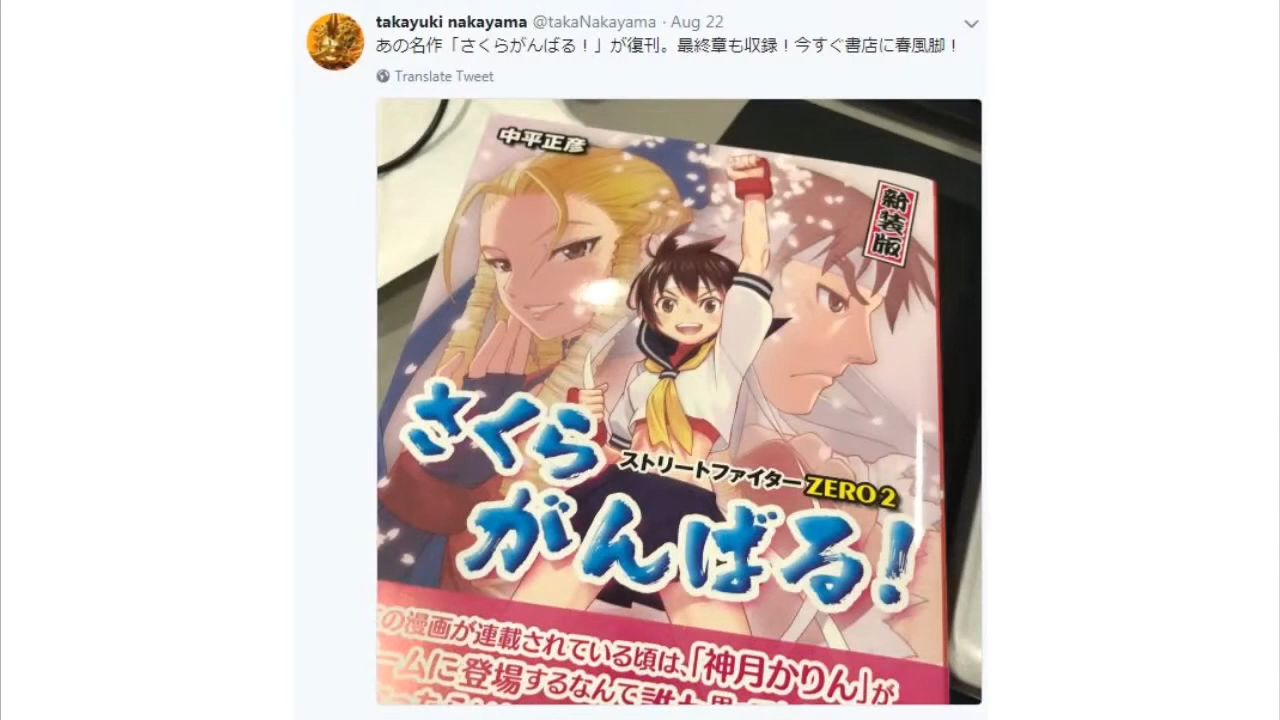 takayuki nakayama @takaNakayama · Aug 22
あの名作「さくらがんばる！」が復刊。最終章も収録！今すぐ書店に春風脚！
Translate Tweet
中平正彦
新装版
さくら
ストリートファイターZERO2
がんばる!
の漫画が連載されている頃は、「神月かりん」が
ームに登場するなんて誰も